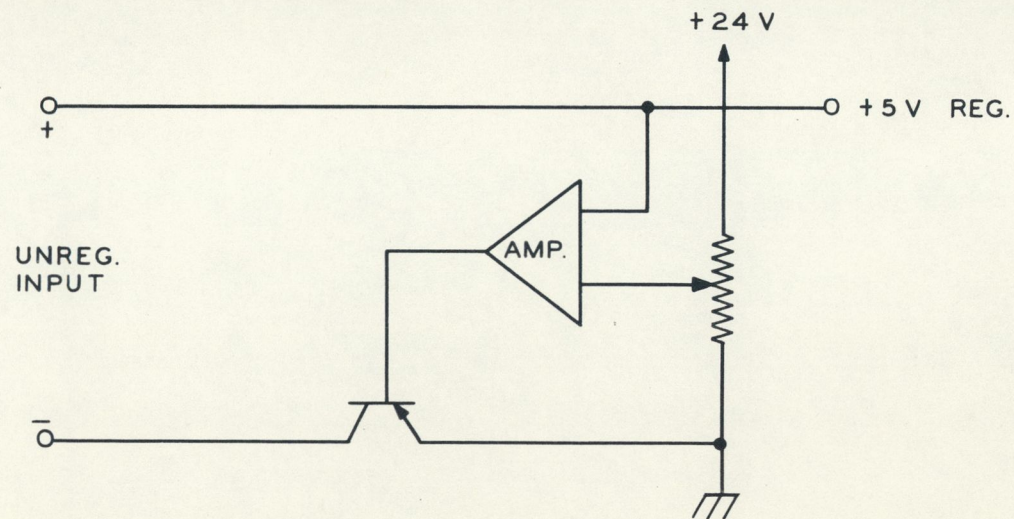 +24 V
+
+5 V REG.
AMP.
UNREG.
INPUT
-